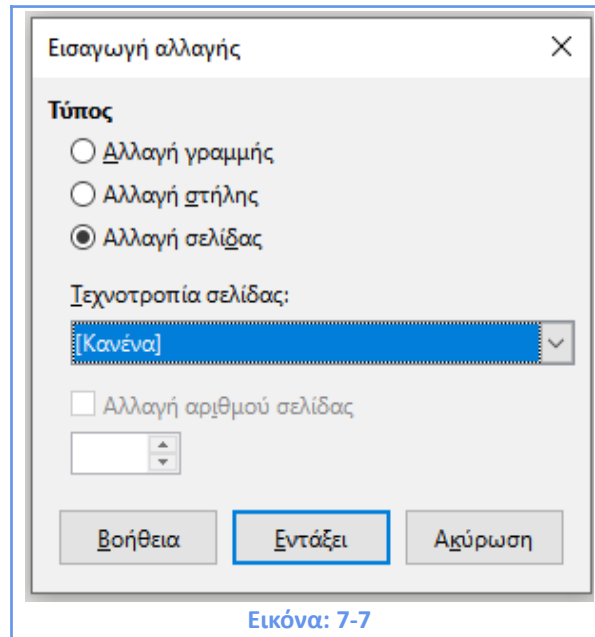 Εισαγωγή αλλαγής
Τύπος
Αλλαγή γραμμής
Αλλαγή στήλης
Αλλαγή σελίδας
Τεχνοτροπία σελίδας:
[Κανένα]
Αλλαγή αριθμού σελίδας
Βοήθεια Εντάξει Ακύρωση
Εικόνα: 7-7